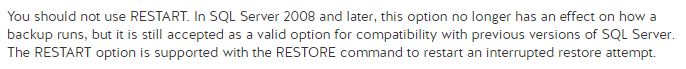 You should not use RESTART. In SQL Server 2008 and later, this option no longer has an effect on how a
backup runs, but it is still accepted as a valid option for compatibility with previous versions of SQL Server.
The RESTART option is supported with the RESTORE command to restart an interrupted restore attempt.